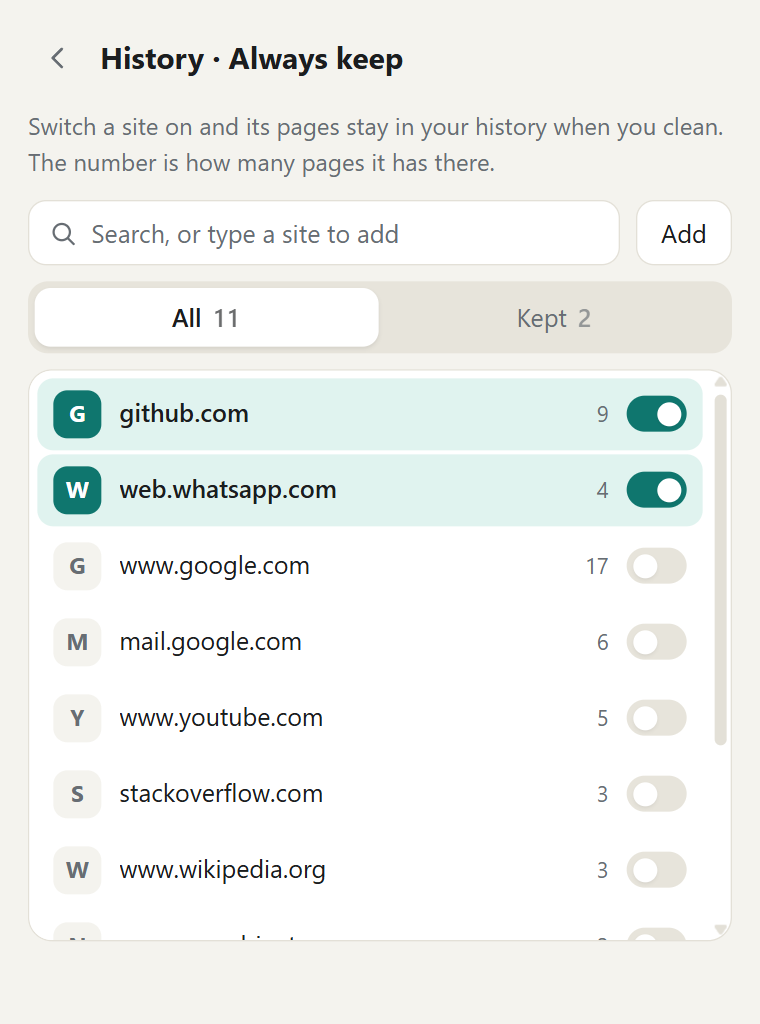 History · Always keep
Switch a site on and its pages stay in your history when you clean.
The number is how many pages it has there.
Search, or type a site to add
Add
All 11
Kept 2
G github.com 9
W web.whatsapp.com 4
G www.google.com 17
M mail.google.com 6
Y www.youtube.com 5
S stackoverflow.com 3
W www.wikipedia.org 3